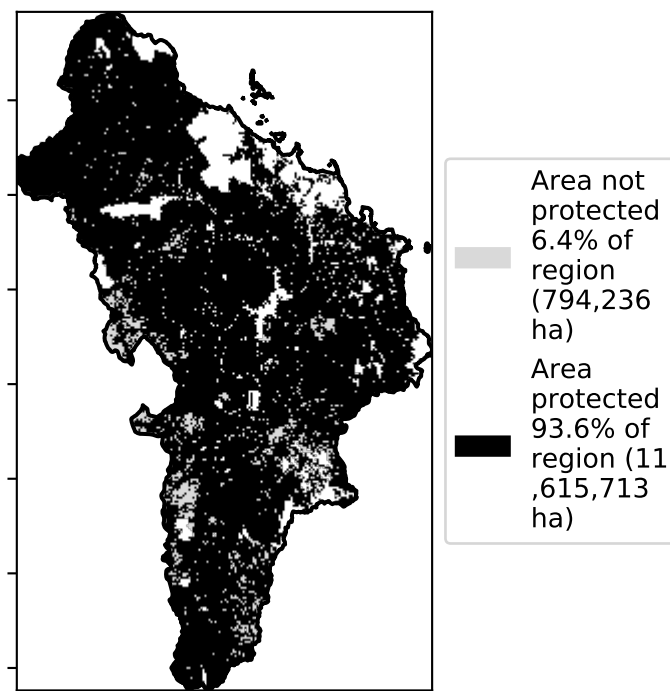 Area not
protected
6.4% of
region
(794,236
ha)
Area
protected
93.6% of
region (11
,615,713
ha)